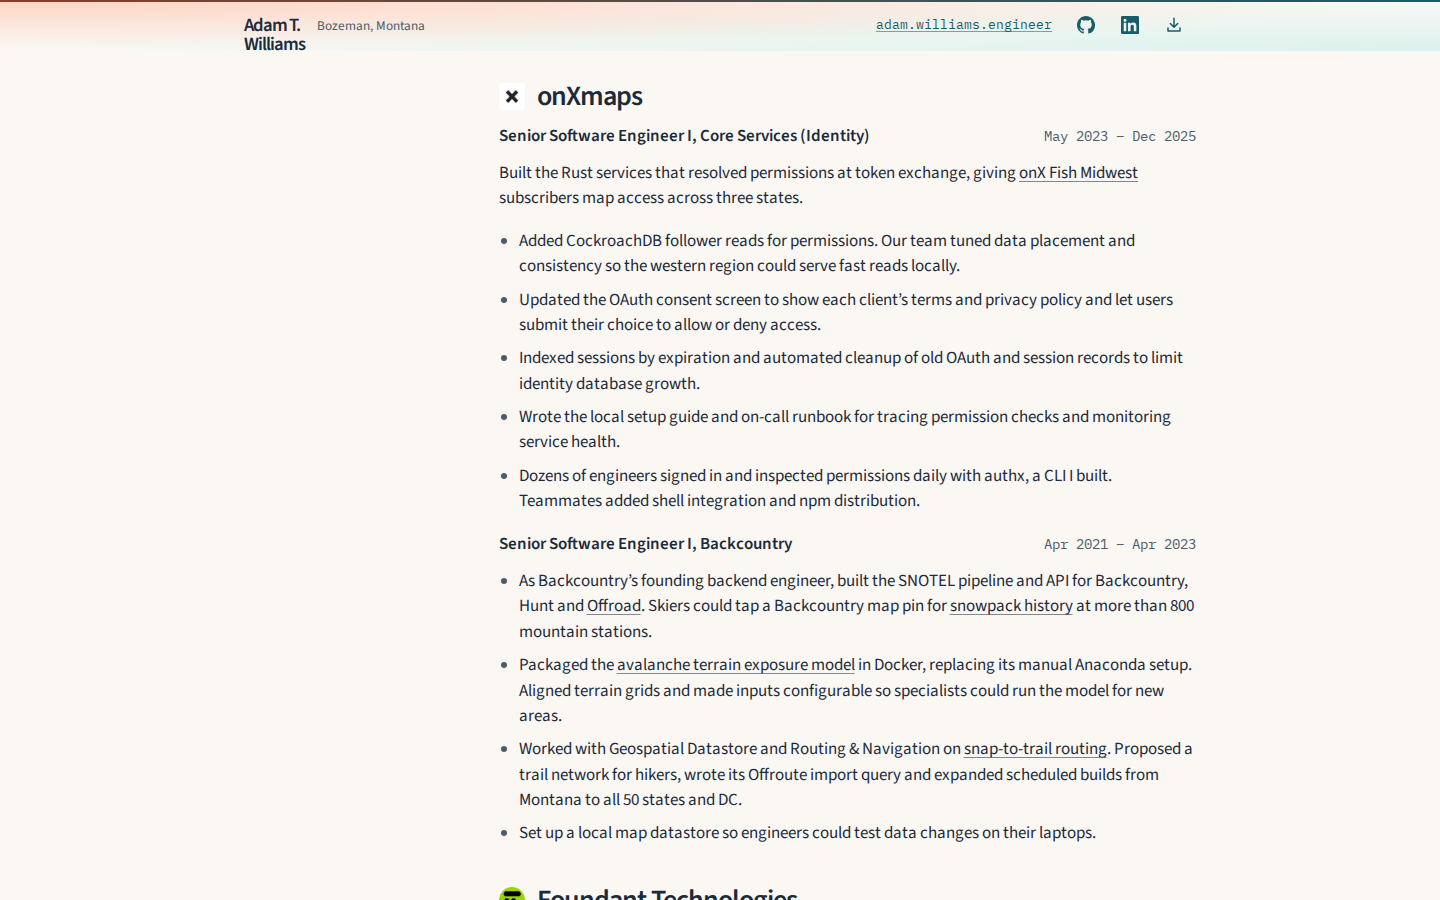 Adam T.
Williams
Bozeman, Montana
adam.williams.engineer
onXmaps
Senior Software Engineer I, Core Services (Identity)
May 2023 – Dec 2025
Built the Rust services that resolved permissions at token exchange, giving onX Fish Midwest
subscribers map access across three states.
• Added CockroachDB follower reads for permissions. Our team tuned data placement and
consistency so the western region could serve fast reads locally.
• Updated the OAuth consent screen to show each client’s terms and privacy policy and let users
submit their choice to allow or deny access.
• Indexed sessions by expiration and automated cleanup of old OAuth and session records to limit
identity database growth.
• Wrote the local setup guide and on-call runbook for tracing permission checks and monitoring
service health.
• Dozens of engineers signed in and inspected permissions daily with authx, a CLI I built.
Teammates added shell integration and npm distribution.
Senior Software Engineer I, Backcountry
Apr 2021 – Apr 2023
• As Backcountry’s founding backend engineer, built the SNOTEL pipeline and API for Backcountry,
Hunt and Offroad. Skiers could tap a Backcountry map pin for snowpack history at more than 800
mountain stations.
• Packaged the avalanche terrain exposure model in Docker, replacing its manual Anaconda setup.
Aligned terrain grids and made inputs configurable so specialists could run the model for new
areas.
• Worked with Geospatial Datastore and Routing & Navigation on snap-to-trail routing. Proposed a
trail network for hikers, wrote its Offroute import query and expanded scheduled builds from
Montana to all 50 states and DC.
• Set up a local map datastore so engineers could test data changes on their laptops.
Foundant Technologies